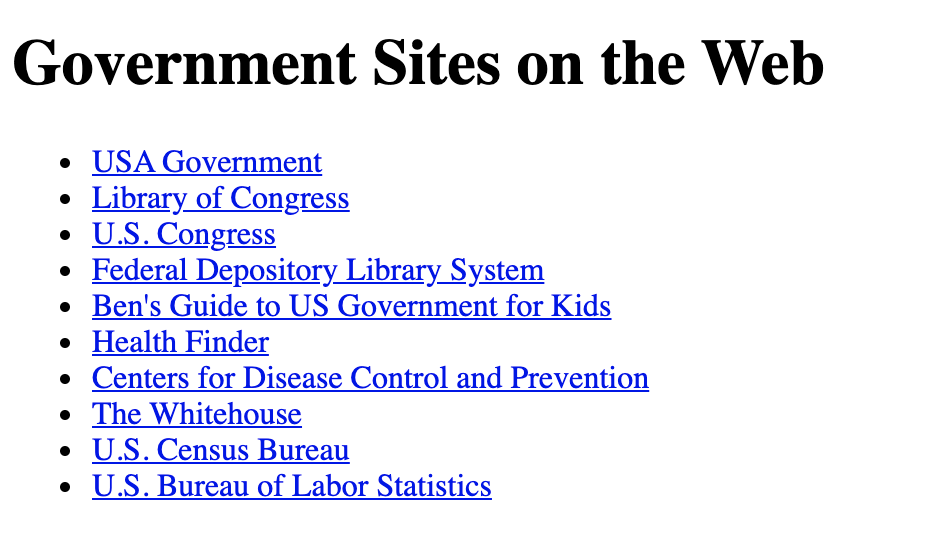 Government Sites on the Web
USA Government
Library of Congress
U.S. Congress
Federal Depository Library System
Ben's Guide to US Government for Kids
Health Finder
Centers for Disease Control and Prevention
The Whitehouse
U.S. Census Bureau
U.S. Bureau of Labor Statistics